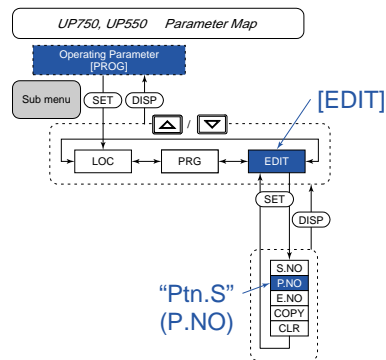 UP750, UP550 Parameter Map
Operating Parameter
[PROG]
Sub menu
SET
DISP
/
[EDIT]
LOC
PRG
EDIT
SET
DISP
S.NO
P.NO
E.NO
COPY
CLR
“Ptn.S”
(P.NO)